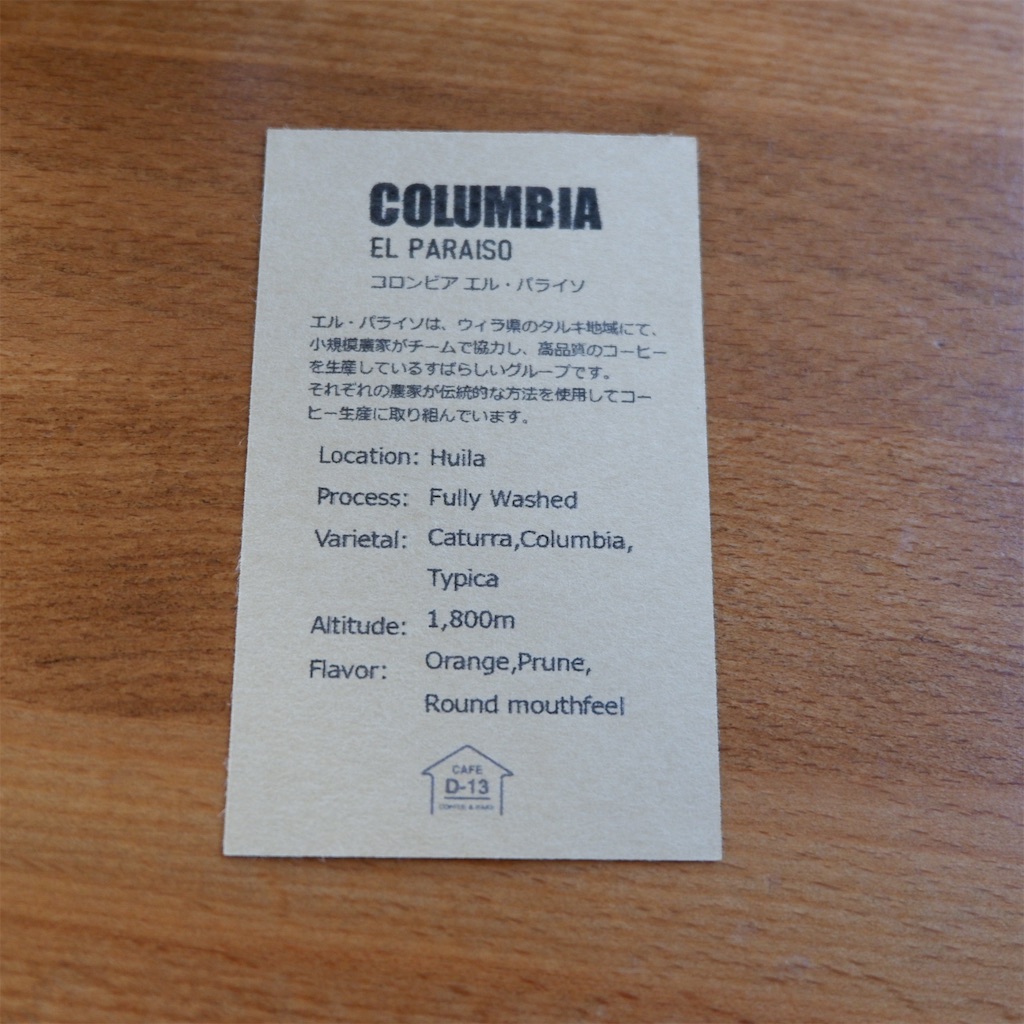 COLUMBIA
EL PARAISO
コロンビア エル・パライソ
エル・パライソは、ウィラ県のタルキ地域にて、
小規模農家がチームで協力し、高品質のコーヒー
を生産しているすばらしいグループです。
それぞれの農家が伝統的な方法を使用してコー
ヒー生産に取り組んでいます。
Location: Huila
Process: Fully Washed
Varietal: Caturra,Columbia,
Typica
Altitude: 1,800m
Flavor: Orange,Prune,
Round mouthfeel
CAFE
D-13
COFFEE &